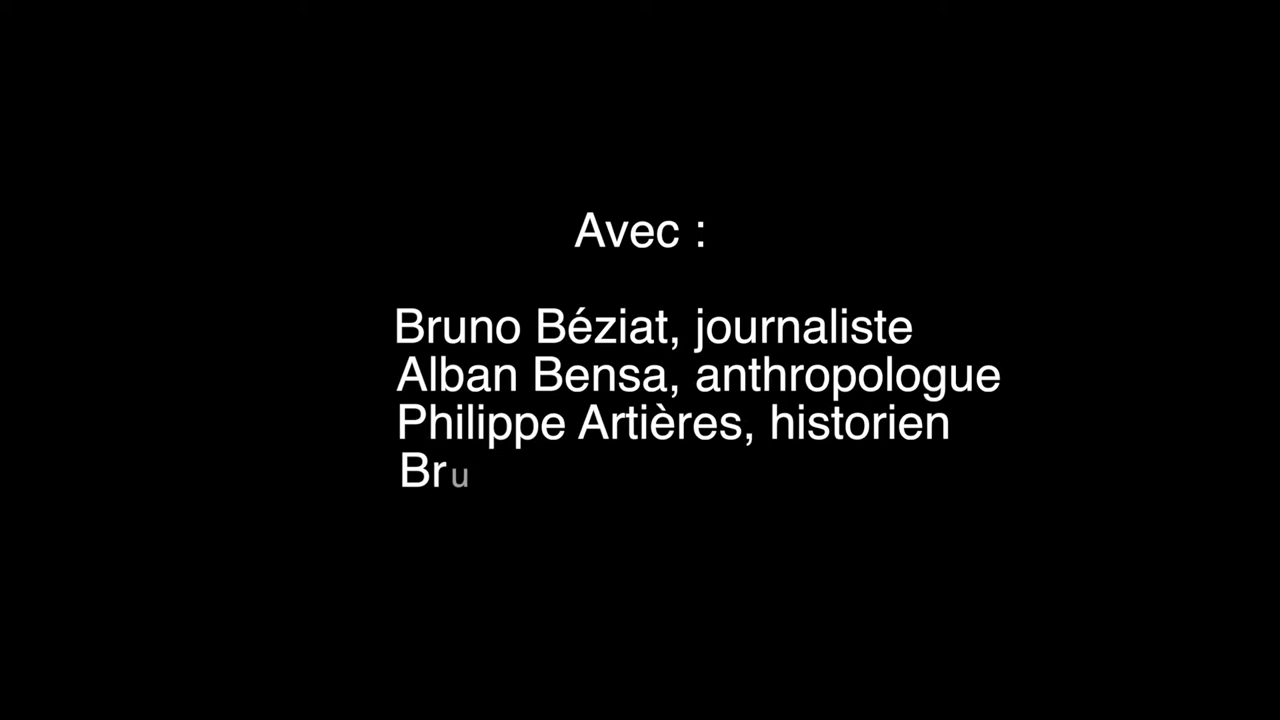 Avec :
Bruno Béziat, journaliste
Alban Bensa, anthropologue
Philippe Artières, historien
Bru